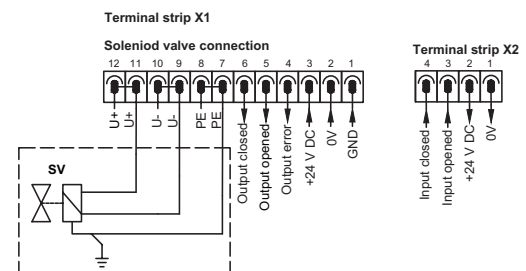 Terminal strip X1
Soleniod valve connection
12 11 10 9 8 7 6 5 4 3 2 1
U+
U+
U-
U-
PE
PE
Output closed
Output opened
Output error
+24 V DC
0V
GND
SV
Terminal strip X2
4 3 2 1
Input closed
Input opened
+24 V DC
0V